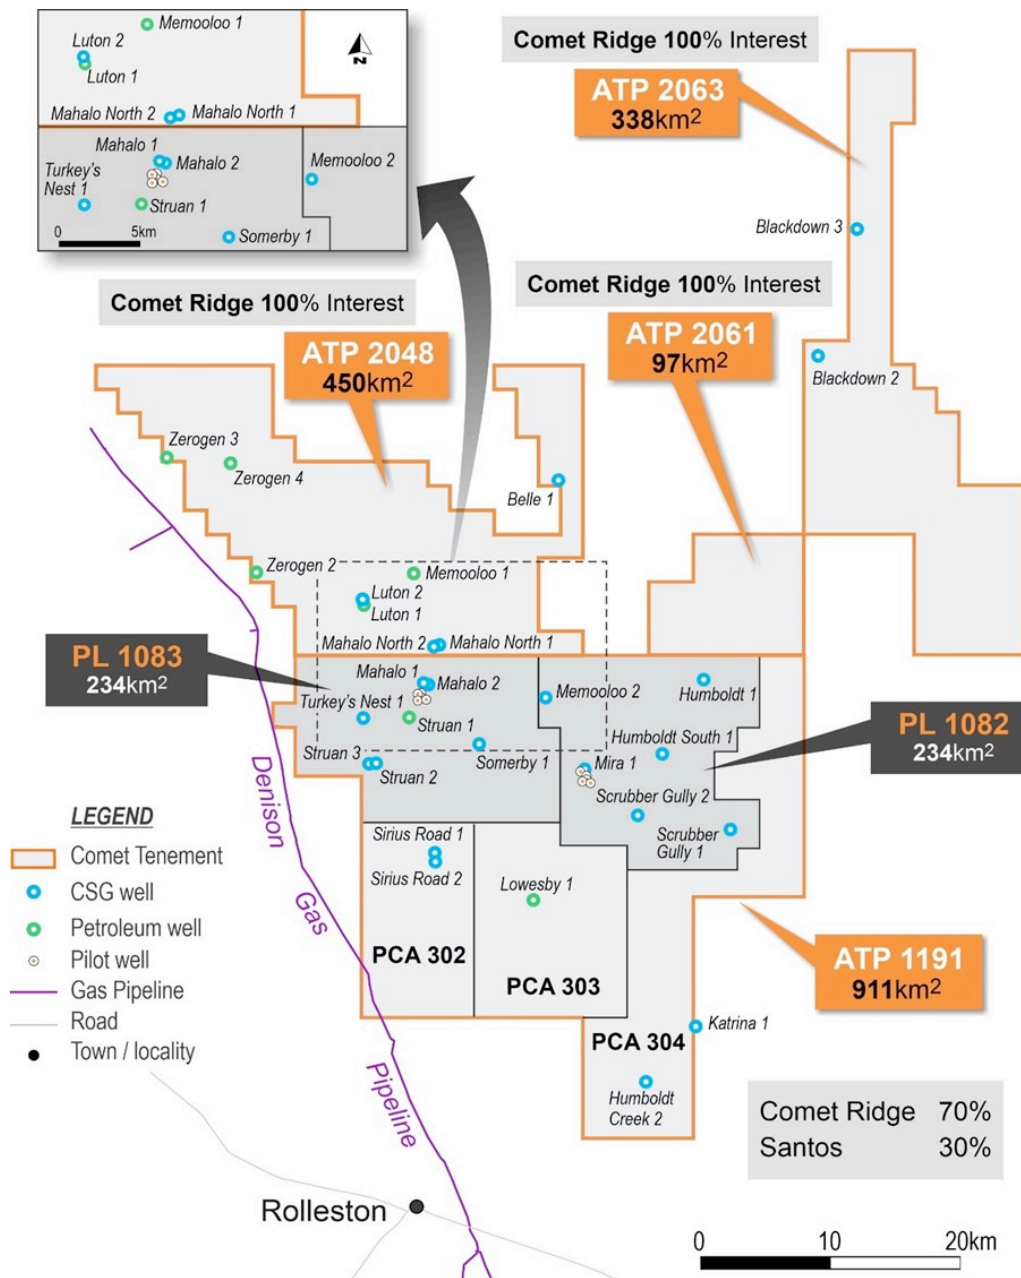 Memooloo 1
Luton 2
Luton 1
Mahalo North 2
Mahalo North 1
Mahalo 1
Mahalo 2
Memooloo 2
Turkey's
Nest 1
Struan 1
Somerby 1
0 5km
N
Comet Ridge 100% Interest
ATP 2063
338km2
Blackdown 3
Comet Ridge 100% Interest
ATP 2061
97km2
Blackdown 2
Comet Ridge 100% Interest
ATP 2048
450km2
Zerogen 3
Zerogen 4
Belle 1
Zerogen 2
Memooloo 1
Luton 2
Luton 1
Mahalo North 2
Mahalo North 1
PL 1083
234km2
Mahalo 1
Mahalo 2
Turkey's Nest 1
Struan 1
Memooloo 2
Humboldt 1
Humboldt South 1
PL 1082
234km2
Struan 3
Struan 2
Somerby 1
Mira 1
Scrubber Gully 2
Scrubber
Gully 1
Sirius Road 1
Sirius Road 2
Lowesby 1
PCA 302
PCA 303
ATP 1191
911km2
PCA 304
Katrina 1
Humboldt
Creek 2
Denison
Gas
Pipeline
LEGEND
Comet Tenement
CSG well
Petroleum well
Pilot well
Gas Pipeline
Road
Town / locality
Comet Ridge 70%
Santos 30%
Rolleston
0 10 20km